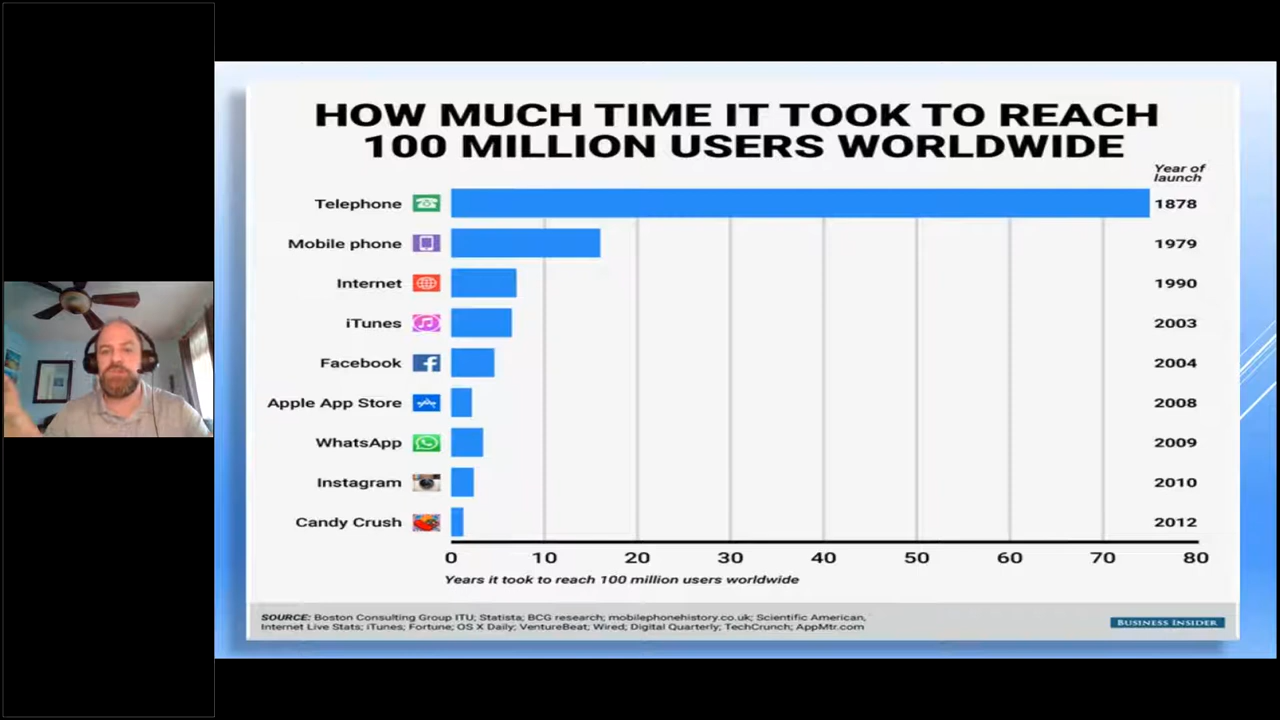 HOW MUCH TIME IT TOOK TO REACH
100 MILLION USERS WORLDWIDE
Year of
launch
Telephone 1878
Mobile phone 1979
Internet 1990
iTunes 2003
Facebook 2004
Apple App Store 2008
WhatsApp 2009
Instagram 2010
Candy Crush 2012
0 10 20 30 40 50 60 70 80
Years it took to reach 100 million users worldwide
SOURCE: Boston Consulting Group ITU; Statista; BCG research; mobilephonehistory.co.uk; Scientific American,
Internet Live Stats; iTunes; Fortune; OS X Daily; VentureBeat; Wired; Digital Quarterly; TechCrunch; AppMtr.com
BUSINESS INSIDER